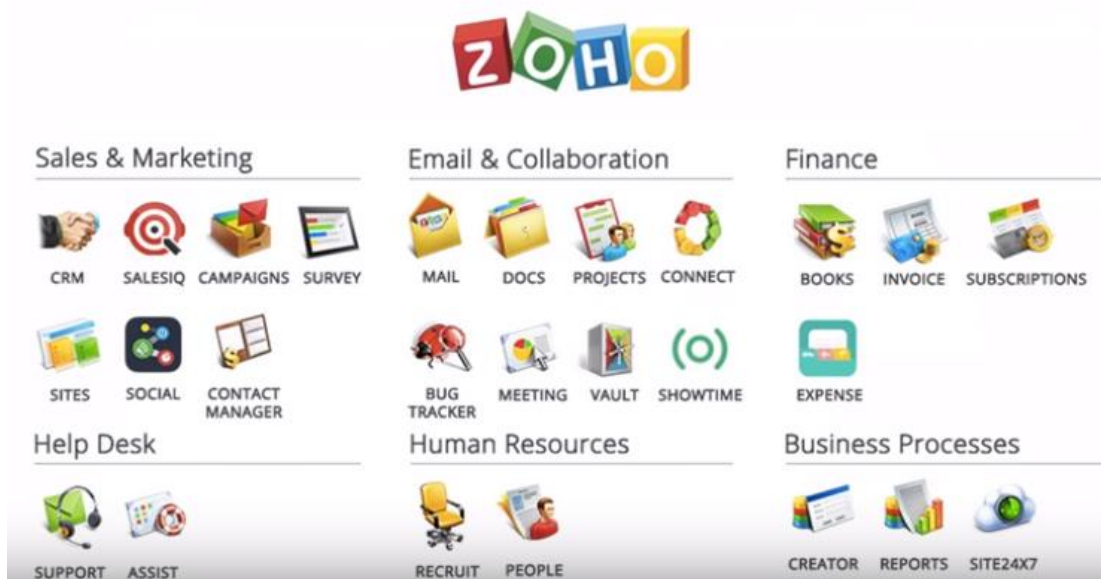 ZOHO
Sales & Marketing
CRM
SALESIQ
CAMPAIGNS
SURVEY
SITES
SOCIAL
CONTACT
MANAGER
Email & Collaboration
MAIL
DOCS
PROJECTS
CONNECT
BUG
TRACKER
MEETING
VAULT
SHOWTIME
Finance
BOOKS
INVOICE
SUBSCRIPTIONS
EXPENSE
Help Desk
SUPPORT
ASSIST
Human Resources
RECRUIT
PEOPLE
Business Processes
CREATOR
REPORTS
SITE24X7